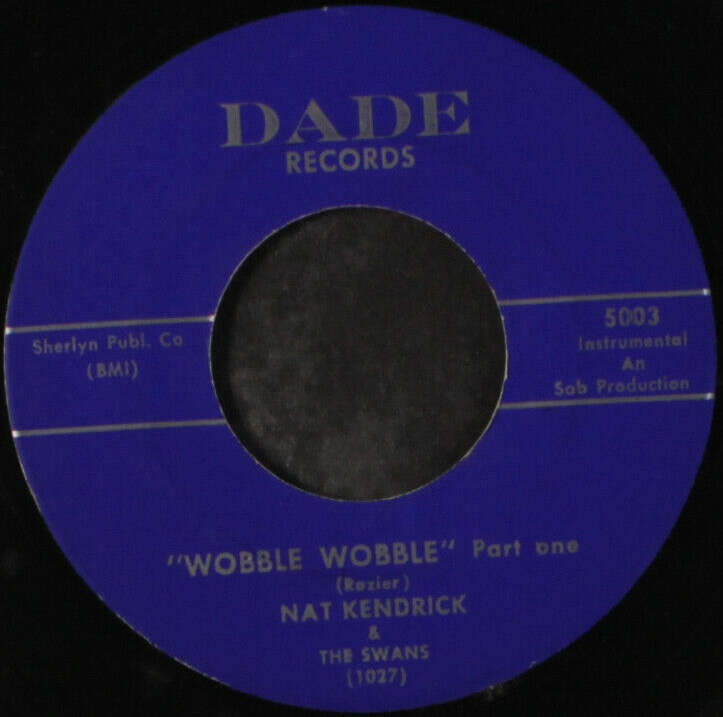 DADE
RECORDS
Sherlyn Publ. Co
(BMI)
5003
Instrumental
An
Sob Production
"WOBBLE WOBBLE" Part one
(Rozier)
NAT KENDRICK
&
THE SWANS
(1027)